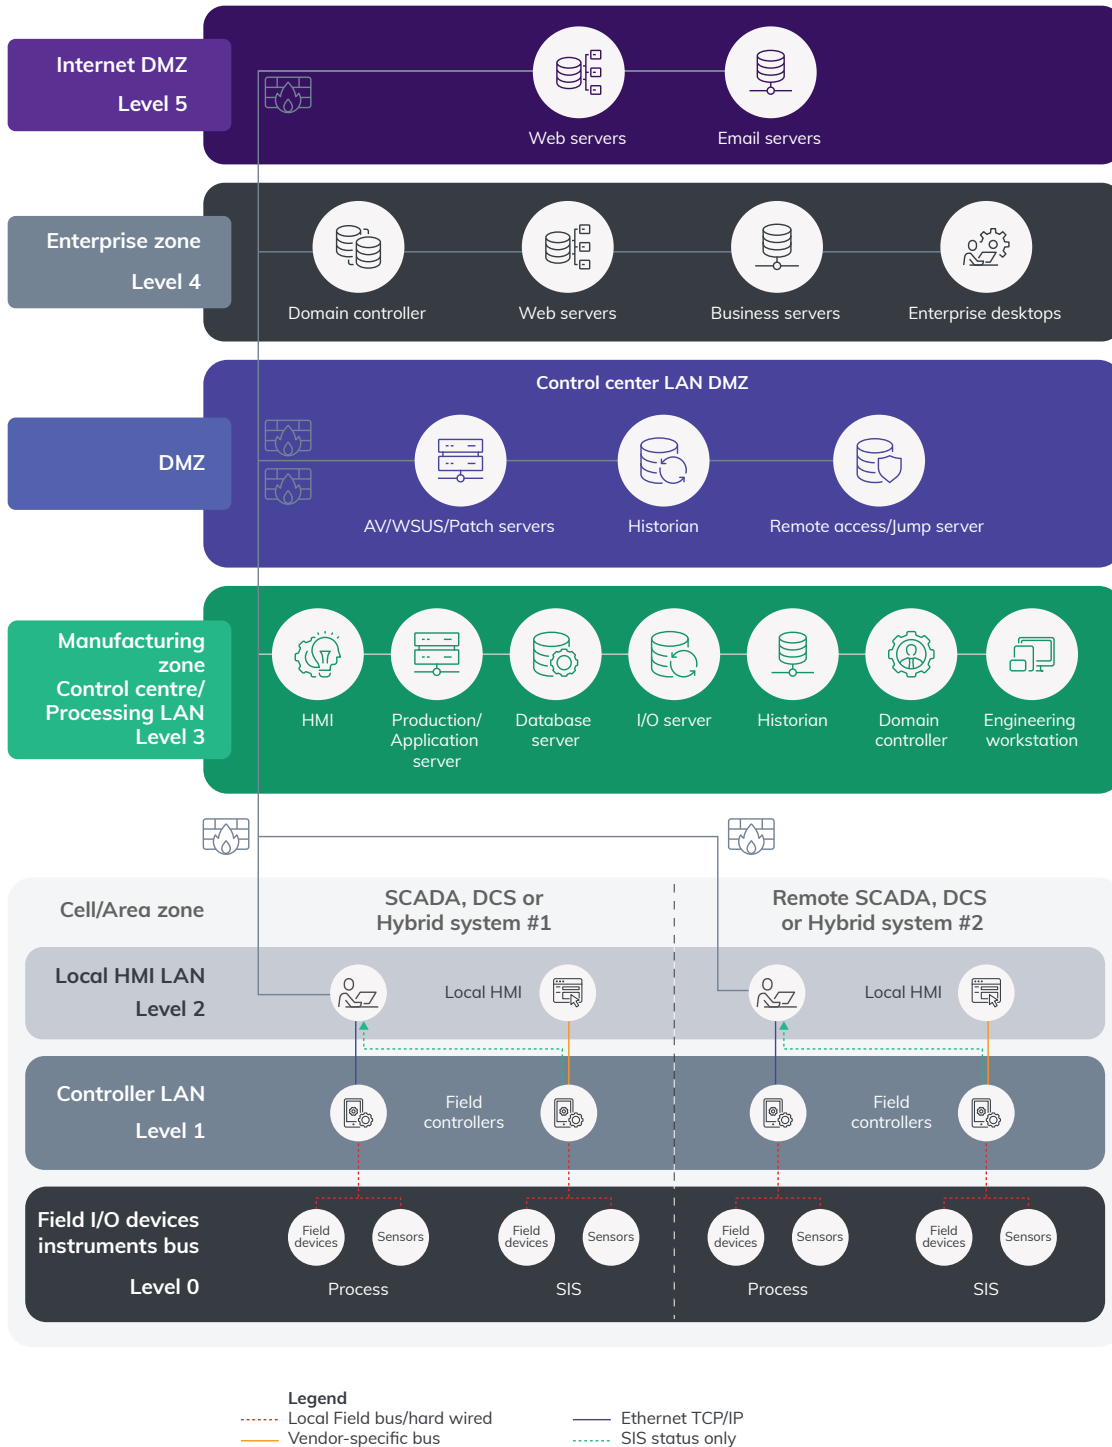 Internet DMZ
Level 5
Web servers
Email servers
Enterprise zone
Level 4
Domain controller
Web servers
Business servers
Enterprise desktops
Control center LAN DMZ
DMZ
AV/WSUS/Patch servers
Historian
Remote access/Jump server
Manufacturing
zone
Control centre/
Processing LAN
Level 3
HMI
Production/
Application
server
Database
server
I/O server
Historian
Domain
controller
Engineering
workstation
Cell/Area zone
SCADA, DCS or
Hybrid system #1
Remote SCADA, DCS
or Hybrid system #2
Local HMI LAN
Level 2
Local HMI
Local HMI
Controller LAN
Level 1
Field
controllers
Field
controllers
Field I/O devices
instruments bus
Level 0
Field
devices
Sensors
Field
devices
Sensors
Field
devices
Sensors
Field
devices
Sensors
Process
SIS
Process
SIS
Legend
Local Field bus/hard wired
Ethernet TCP/IP
Vendor-specific bus
SIS status only